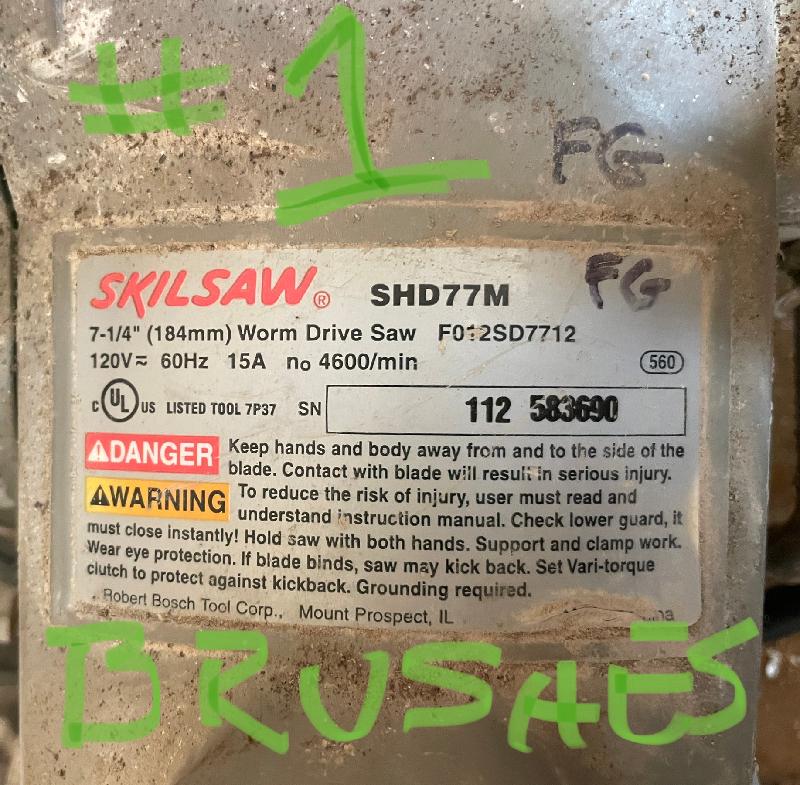 #1
FG
SKILSAW® SHD77M FG
7-1/4" (184mm) Worm Drive Saw F012SD7712
120V≂ 60Hz 15A no 4600/min 560
c UL US LISTED TOOL 7P37 SN 112 583690
⚠DANGER Keep hands and body away from and to the side of the
blade. Contact with blade will result in serious injury.
⚠WARNING To reduce the risk of injury, user must read and
understand instruction manual. Check lower guard, it
must close instantly! Hold saw with both hands. Support and clamp work.
Wear eye protection. If blade binds, saw may kick back. Set Vari-torque
clutch to protect against kickback. Grounding required.
Robert Bosch Tool Corp., Mount Prospect, IL
BRUSHES